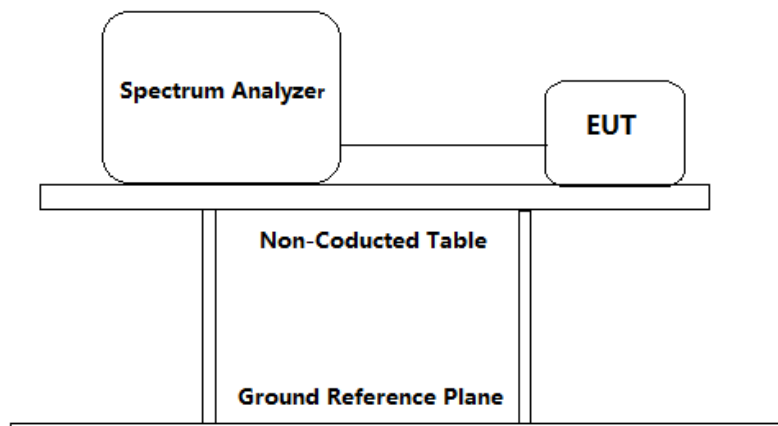 Spectrum Analyzer
EUT
Non-Coducted Table
Ground Reference Plane